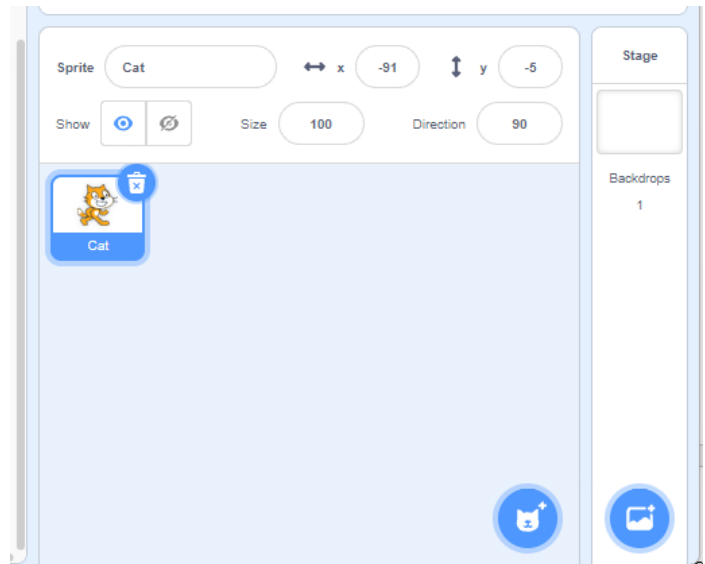 Sprite Cat x -91 y -5
Show Size 100 Direction 90
Cat
Stage
Backdrops
1